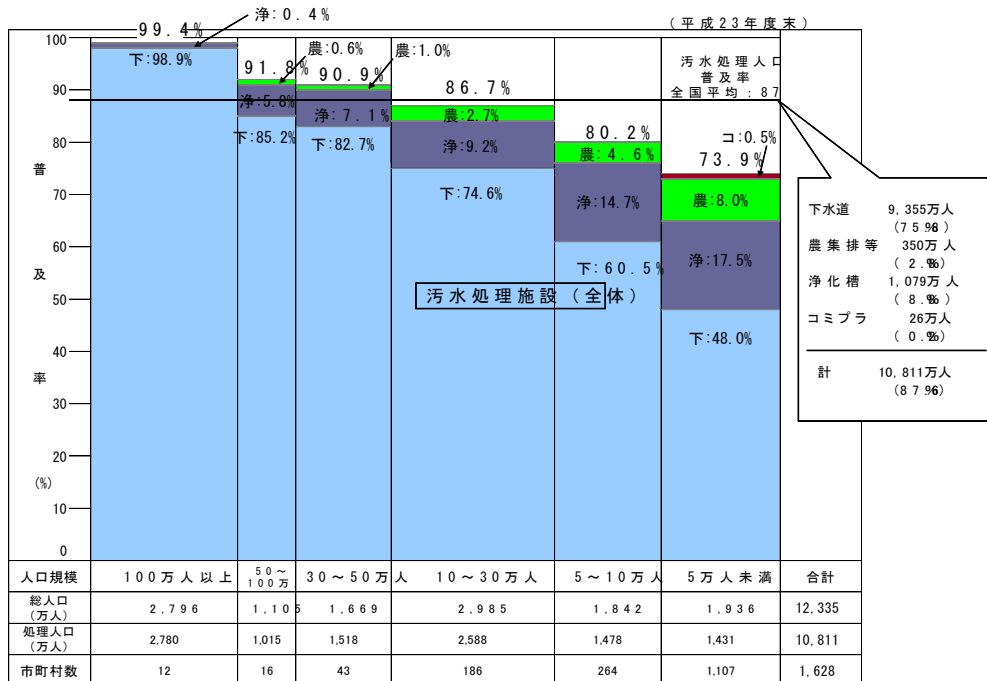 浄:0.4%
99.4%
(平成23年度末)
100
下:98.9%
農:0.6%
農:1.0%
91.8%
90.9%
86.7%
汚水処理人口
普及率
全国平均:87
90
浄:5.8%
浄:7.1%
農:2.7%
80.2%
コ:0.5%
80
下:85.2%
下:82.7%
浄:9.2%
農:4.6%
73.9%
普
70
下:74.6%
浄:14.7%
農:8.0%
60
及
下:60.5%
浄:17.5%
50
汚水処理施設(全体)
下:48.0%
40
率
30
20
(%)
10
0
下水道 9,355万人
農集排等 350万人
浄化槽 1,079万人
コミプラ 26万人
計 10,811万人
人口規模 100万人以上 50~100万 30~50万人 10~30万人 5~10万人 5万人未満 合計
総人口(万人) 2,796 1,105 1,669 2,985 1,842 1,936 12,335
処理人口(万人) 2,780 1,015 1,518 2,588 1,478 1,431 10,811
市町村数 12 16 43 186 264 1,107 1,628